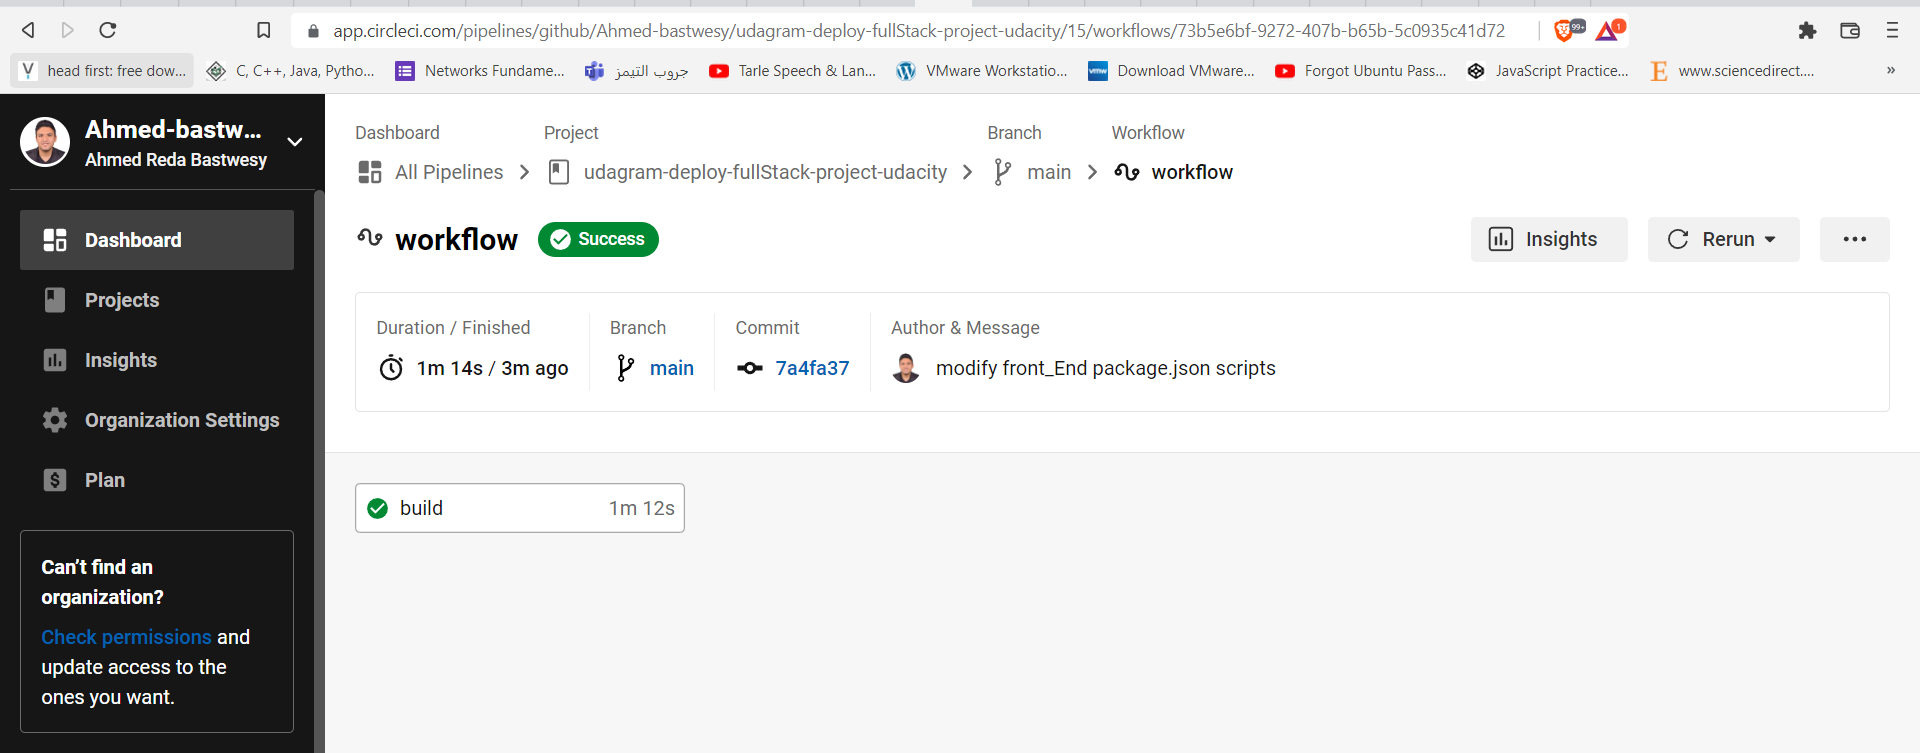 app.circleci.com/pipelines/github/Ahmed-bastwesy/udagram-deploy-fullStack-project-udacity/15/workflows/73b5e6bf-9272-407b-b65b-5c0935c41d72
99+
1
head first: free dow...
C, C++, Java, Pytho...
Networks Fundame...
جروب التيمز
Tarle Speech & Lan...
VMware Workstatio...
vmw
Download VMware...
Forgot Ubuntu Pass...
JavaScript Practice...
E
www.sciencedirect....
»
Ahmed-bastw...
Ahmed Reda Bastwesy
Dashboard
Projects
Insights
Organization Settings
Plan
Can’t find an
organization?
Check permissions and
update access to the
ones you want.
Dashboard
Project
Branch
Workflow
All Pipelines
udagram-deploy-fullStack-project-udacity
main
workflow
workflow
Success
Insights
Rerun
Duration / Finished
Branch
Commit
Author & Message
1m 14s / 3m ago
main
7a4fa37
modify front_End package.json scripts
build
1m 12s